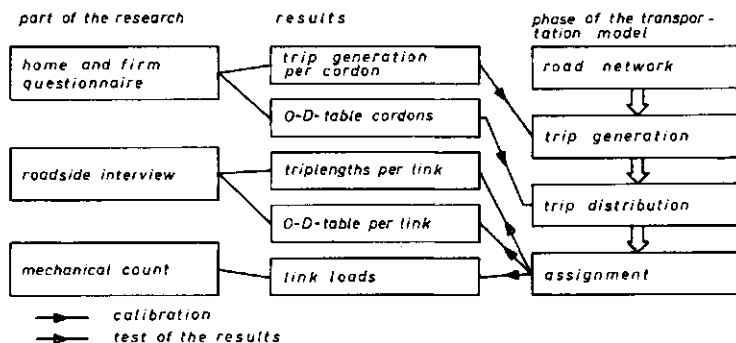 part of the research
results
phase of the transpor-
tation model
home and firm
questionnaire
trip generation
per cordon
road network
O-D-table cordons
trip generation
roadside interview
triplengths per link
trip distribution
O-D-table per link
mechanical count
link loads
assignment
calibration
test of the results